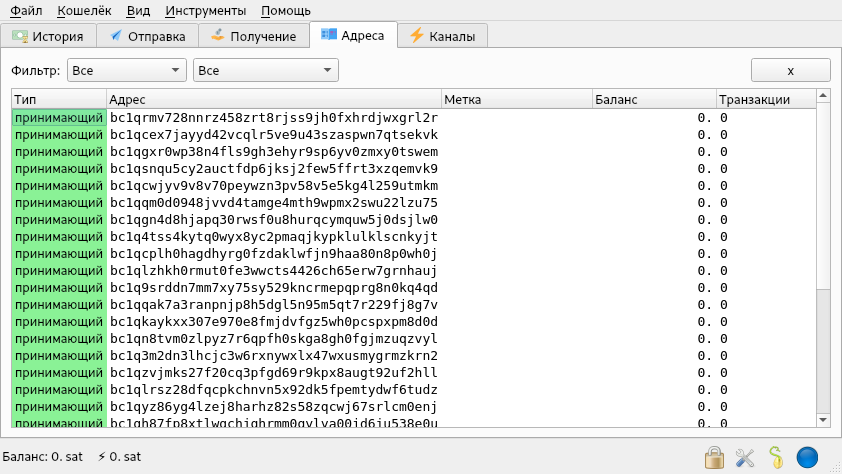 Файл Кошелёк Вид Инструменты Помощь
История Отправка Получение Адреса Каналы
Фильтр: Все Все x
Тип Адрес Метка Баланс Транзакции
принимающий bc1qrmv728nnrz458zrt8rjss9jh0fxhrdjwxgrl2r 0. 0
принимающий bc1qcex7jayyd42vcqlr5ve9u43szaspwn7qtsekvk 0. 0
принимающий bc1qgxr0wp38n4fls9gh3ehyr9sp6yv0zmxy0tswem 0. 0
принимающий bc1qsnqu5cy2auctfdp6jksj2few5ffrt3xzqemvk9 0. 0
принимающий bc1qcwjyv9v8v70peywzn3pv58v5e5kg4l259utmkm 0. 0
принимающий bc1qqm0d0948jvvd4tamge4mth9wpmx2swu22lzu75 0. 0
принимающий bc1qgn4d8hjapq30rwsf0u8hurqcymquw5j0dsjlw0 0. 0
принимающий bc1q4tss4kytq0wyx8yc2pmaqjkypklulklscnkyjt 0. 0
принимающий bc1qcplh0hagdhyrg0fzdaklwfjn9haa80n8p0wh0j 0. 0
принимающий bc1qlzhkh0rmut0fe3wwcts4426ch65erw7grnhauj 0. 0
принимающий bc1q9srddn7mm7xy75sy529kncrmepqprg8n0kq4qd 0. 0
принимающий bc1qqak7a3ranpnjp8h5dgl5n95m5qt7r229fj8g7v 0. 0
принимающий bc1qkaykxx307e970e8fmjdvfgz5wh0pcspxpm8d0d 0. 0
принимающий bc1qn8tvm0zlpyz7r6qpfh0skga8gh0fgjmzuqzvyl 0. 0
принимающий bc1q3m2dn3lhcjc3w6rxnywxlx47wxusmygrmzkrn2 0. 0
принимающий bc1qzvjmks27f20cq3pfgd69r9kpx8augt92uf2hll 0. 0
принимающий bc1qlrsz28dfqcpkchnvn5x92dk5fpemtydwf6tudz 0. 0
принимающий bc1qyz86yg4lzej8harhz82s58zqcwj67srlcm0enj 0. 0
принимающий 0. 0
Баланс: 0. sat ⚡ 0. sat